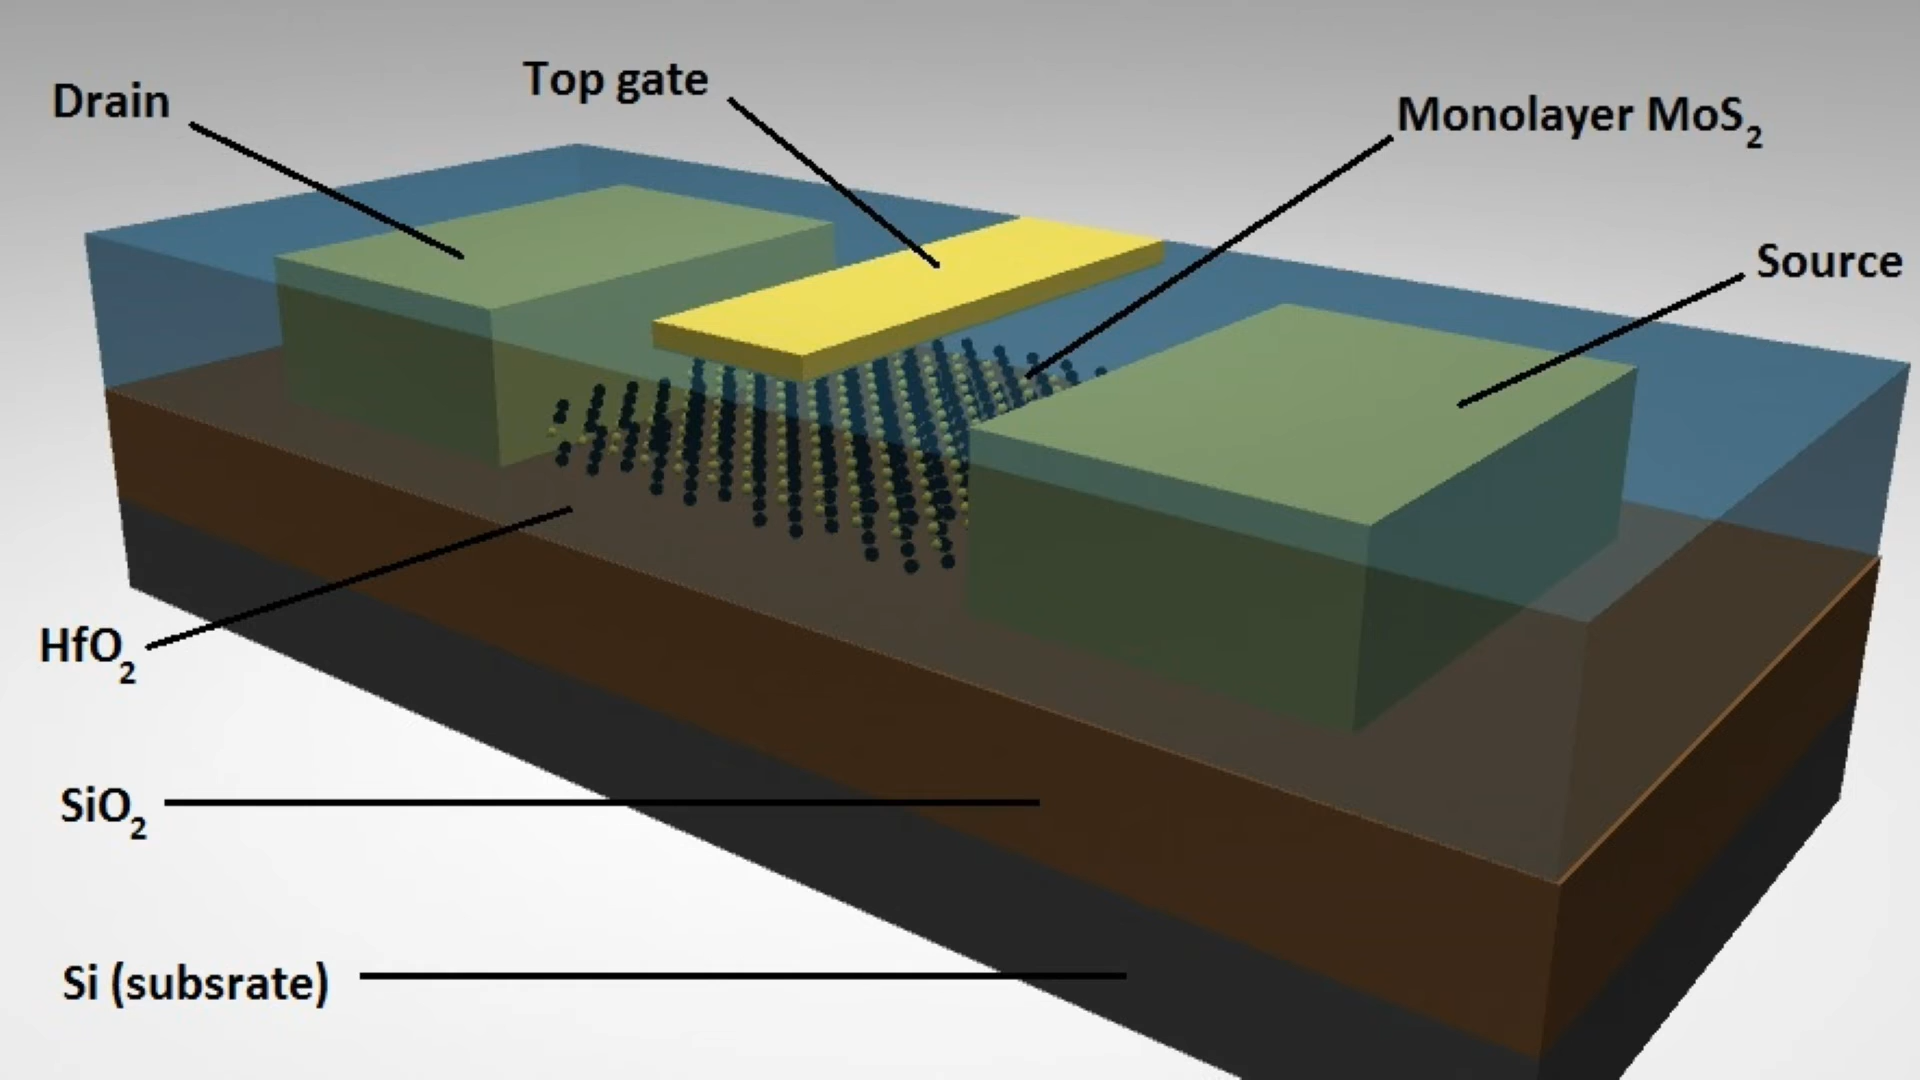 Drain
Top gate
Monolayer MoS₂
Source
HfO₂
SiO₂
Si (subsrate)